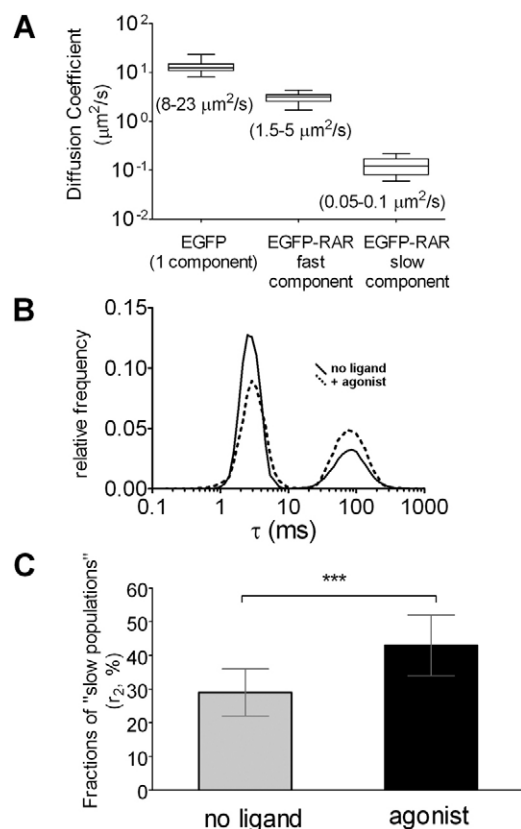 A
Diffusion Coefficient
(μm²/s)
10²
10¹
10⁰
10⁻¹
10⁻²
(8-23 μm²/s)
(1.5-5 μm²/s)
(0.05-0.1 μm²/s)
EGFP
(1 component)
EGFP-RAR
fast
component
EGFP-RAR
slow
component
B
relative frequency
0.15
0.10
0.05
0.00
no ligand
+ agonist
0.1 1 10 100 1000
τ (ms)
C
Fractions of "slow populations"
(r₂, %)
60
50
40
30
20
10
0
***
no ligand
agonist